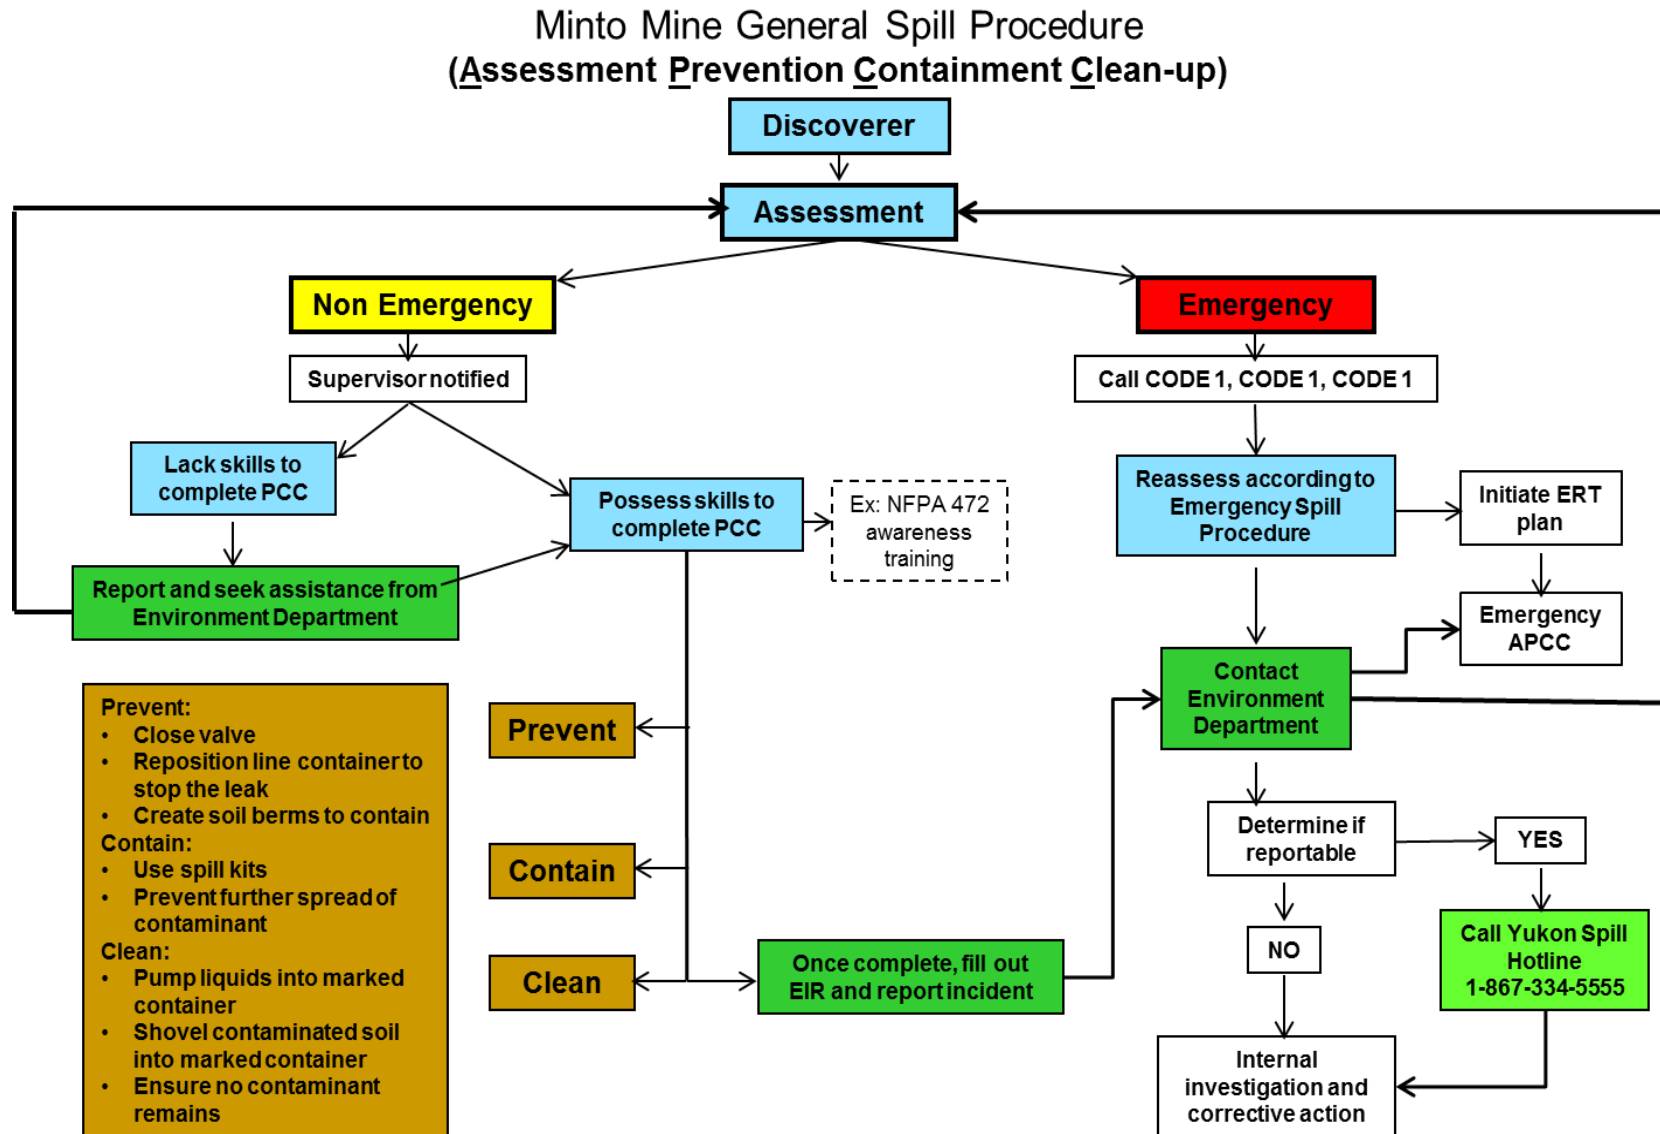 Minto Mine General Spill Procedure
(Assessment Prevention Containment Clean-up)
Discoverer
Assessment
Non Emergency
Emergency
Supervisor notified
Call CODE 1, CODE 1, CODE 1
Lack skills to
complete PCC
Possess skills to
complete PCC
Ex: NFPA 472
awareness
training
Reassess according to
Emergency Spill
Procedure
Initiate ERT
plan
Report and seek assistance from
Environment Department
Emergency
APCC
Contact
Environment
Department
Prevent:
• Close valve
• Reposition line container to
stop the leak
• Create soil berms to contain
Contain:
• Use spill kits
• Prevent further spread of
contaminant
Clean:
• Pump liquids into marked
container
• Shovel contaminated soil
into marked container
• Ensure no contaminant
remains
Prevent
Contain
Clean
Once complete, fill out
EIR and report incident
Determine if
reportable
YES
NO
Call Yukon Spill
Hotline
1-867-334-5555
Internal
investigation and
corrective action